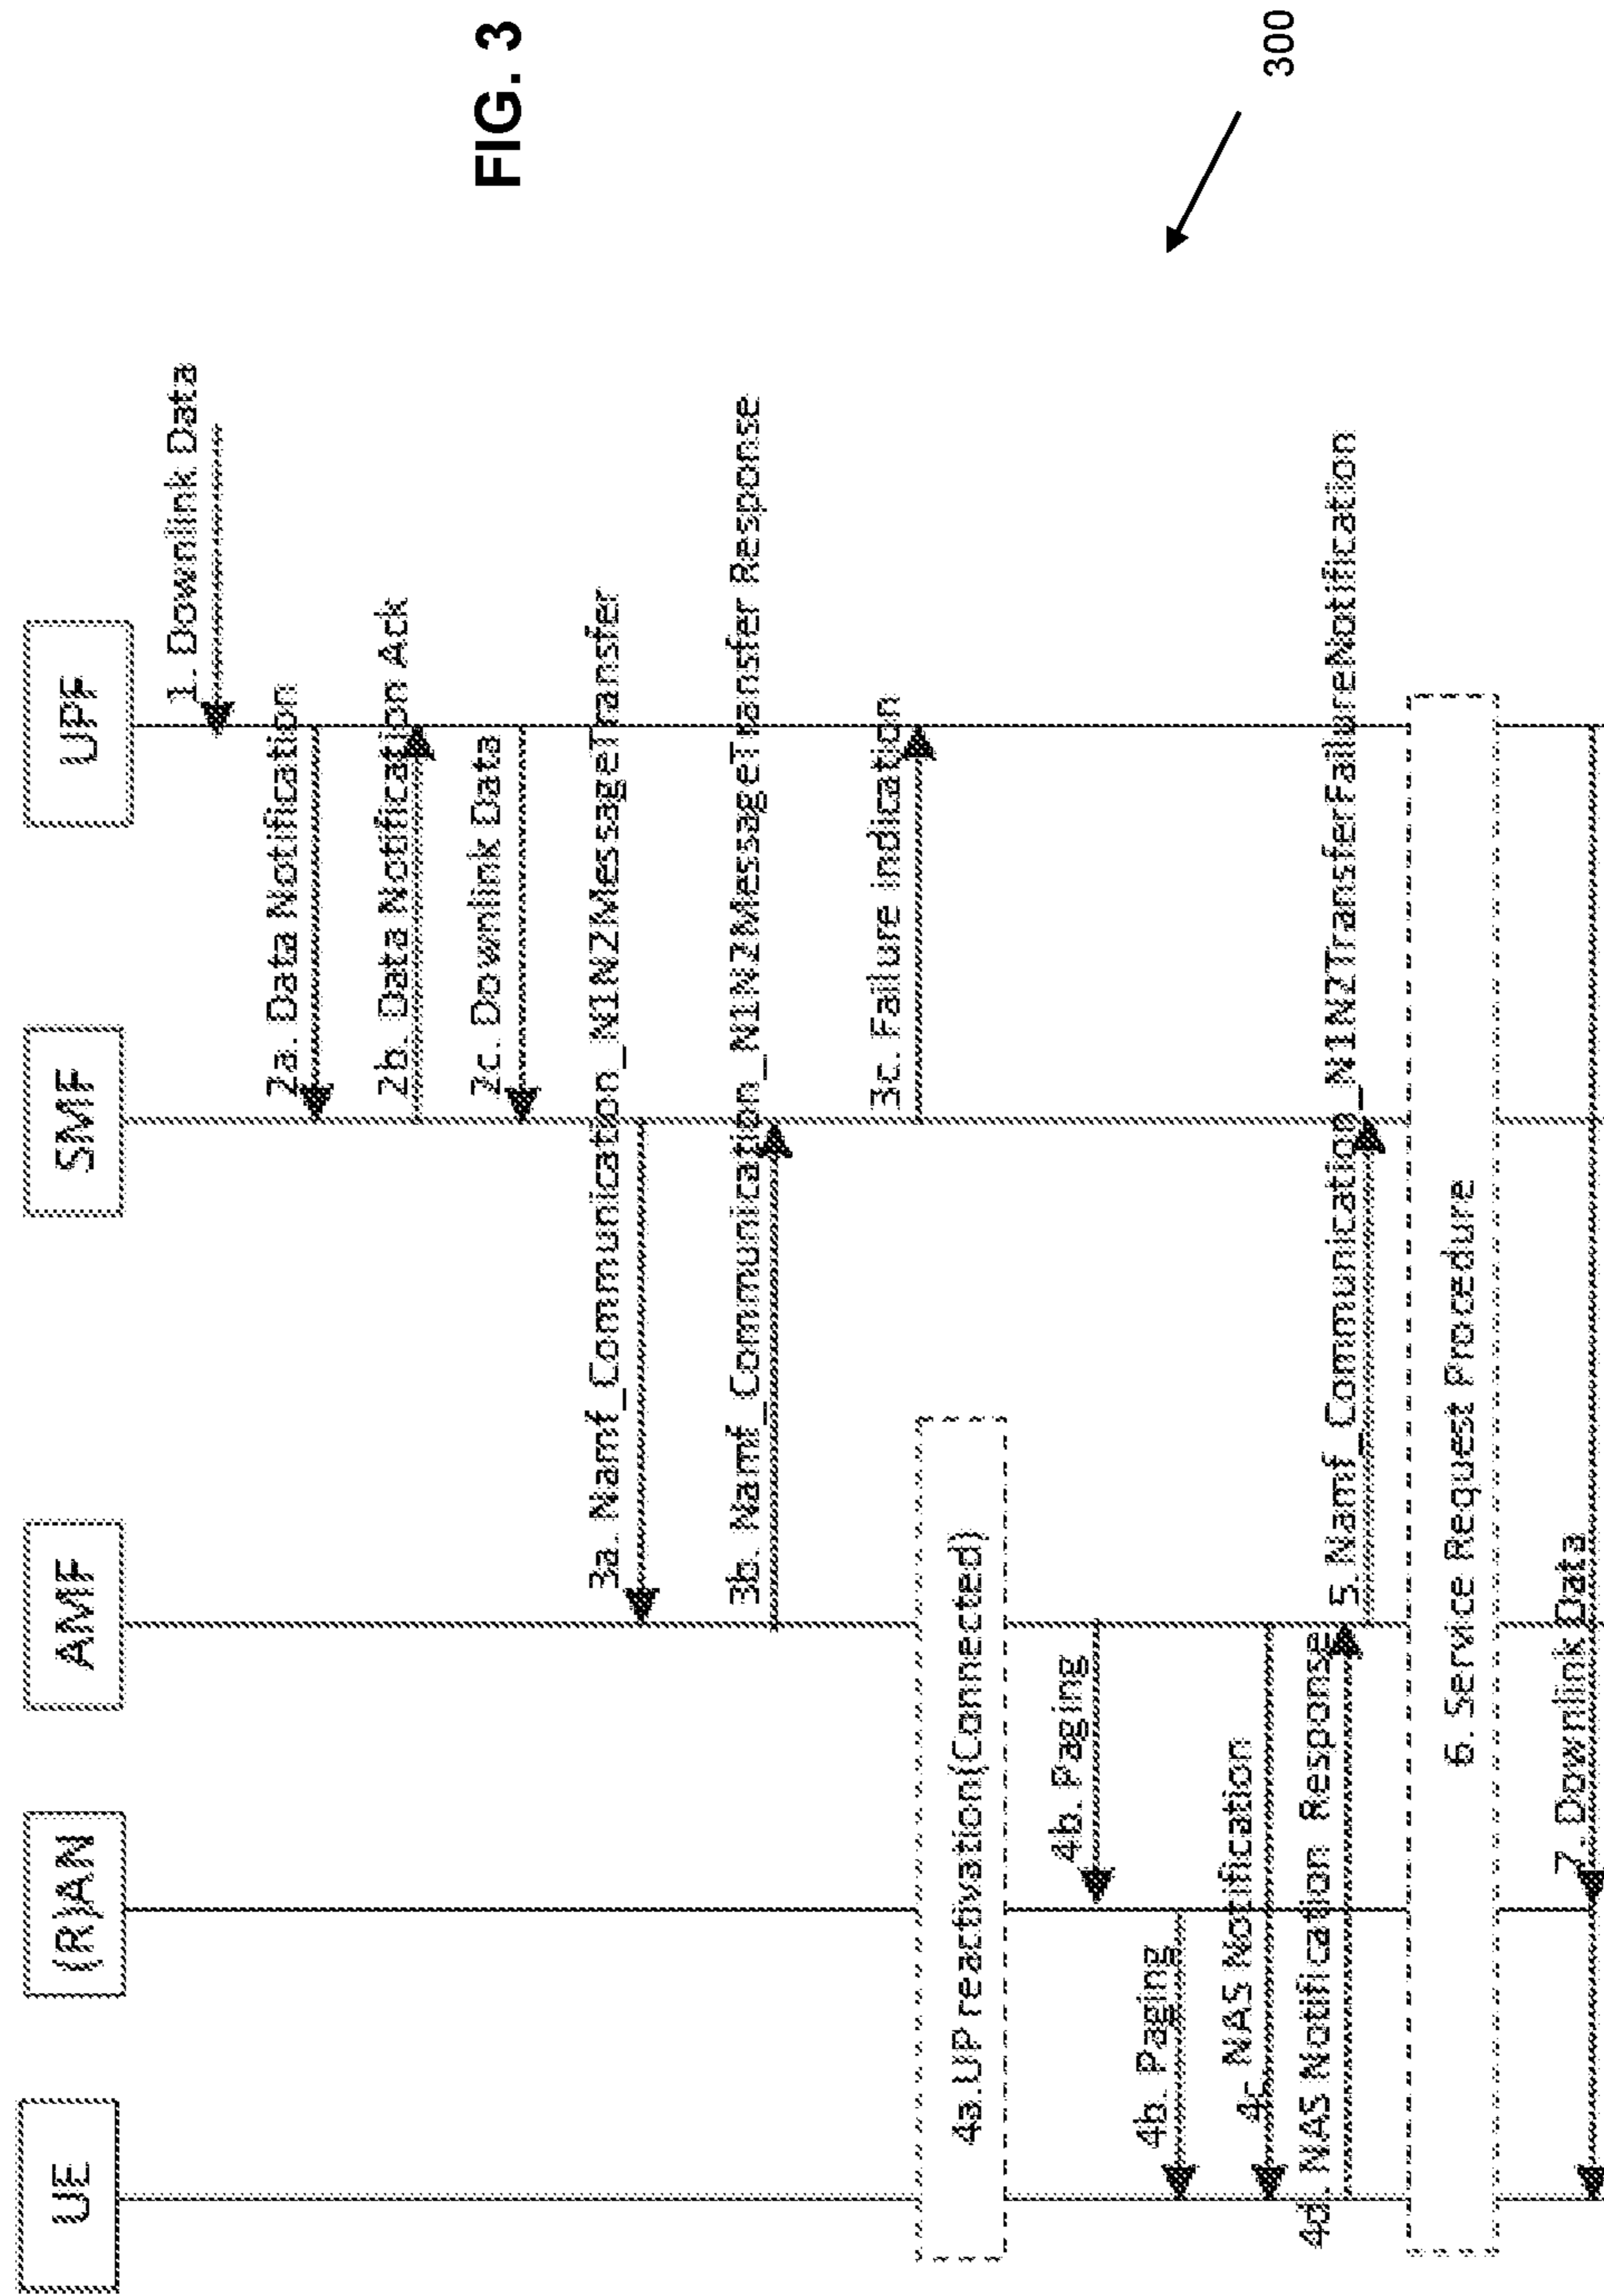 UE
(R)AN
AMF
SMF
UPF
1. Downlink Data
2a. Data Notification
2b. Data Notification Ack
2c. Downlink Data
3a. Namf_Communication_N1N2MessageTransfer
3b. Namf_Communication_N1N2MessageTransfer Response
3c. Failure indication
4a. UP reactivation(Connected)
4b. Paging
4b. Paging
4c. NAS Notification
4d. NAS Notification Response
5. Namf_Communication_N1N2TransferFailureNotification
6. Service Request Procedure
7. Downlink Data
FIG. 3
300